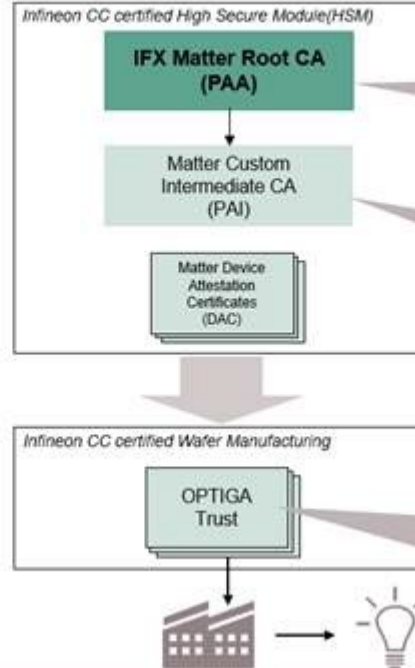 Infineon CC certified High Secure Module(HSM)
IFX Matter Root CA
(PAA)
Matter Custom
Intermediate CA
(PAI)
Matter Device
Attestation
Certificates
(DAC)
Infineon CC certified Wafer Manufacturing
OPTIGA
Trust